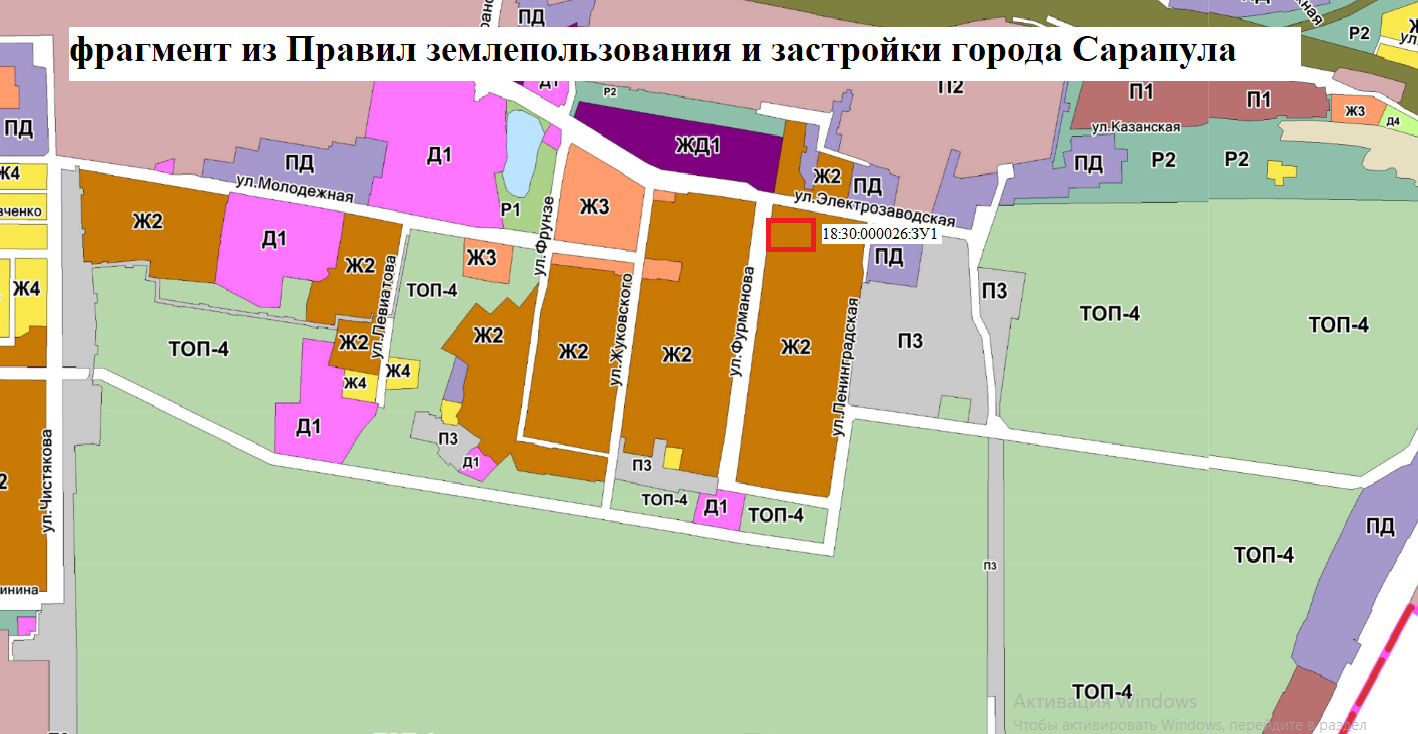 ПД
фрагмент из Правил землепользования и застройки города Сарапула
Р2
Д1
Р2
П2
П1
П1
Ж3
Д4
ПД
ЖД1
ул.Казанская
ПД
Д1
ПД
Р2
Р2
Ж4
ул.Молодежная
Ж2
ПД
Ж2
Д1
Р1
ул.Фрунзе
Ж3
ул.Электрозаводская
18:30:000026:ЗУ1
Ж2
Ж3
ПД
Ж4
ТОП-4
П3
ул.Левиатова
ул.Жуковского
ул.Фурманова
ул.Ленинградская
ТОП-4
ТОП-4
ТОП-4
Ж2
Ж2
Ж2
Ж2
Ж2
П3
Ж4
Ж4
Д1
П3
Д1
П3
ул.Чистякова
ТОП-4
Д1
ТОП-4
ПД
ТОП-4
П3
ТОП-4
Активация Windows
Чтобы активировать Windows, перейдите в раздел